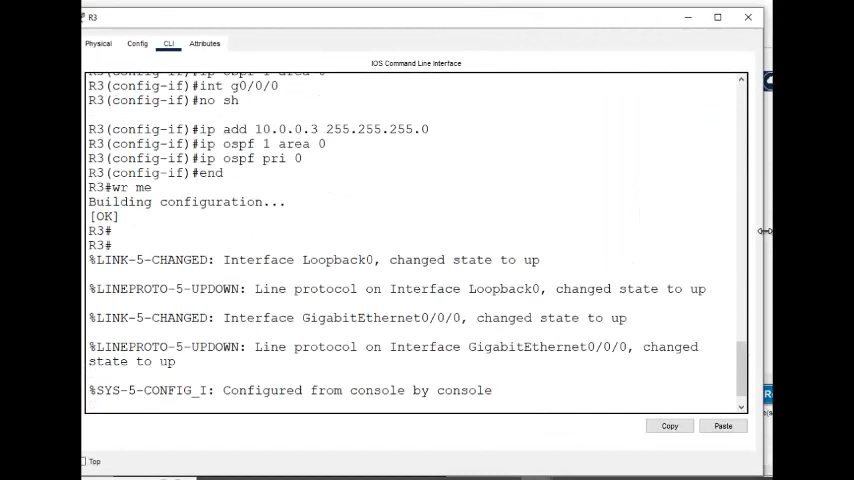 R3
Physical Config CLI Attributes
IOS Command Line Interface
R3(config-if)#ip ospf 1 area 0
R3(config-if)#int g0/0/0
R3(config-if)#no sh
R3(config-if)#ip add 10.0.0.3 255.255.255.0
R3(config-if)#ip ospf 1 area 0
R3(config-if)#ip ospf pri 0
R3(config-if)#end
R3#wr me
Building configuration...
[OK]
R3#
R3#
%LINK-5-CHANGED: Interface Loopback0, changed state to up
%LINEPROTO-5-UPDOWN: Line protocol on Interface Loopback0, changed state to up
%LINK-5-CHANGED: Interface GigabitEthernet0/0/0, changed state to up
%LINEPROTO-5-UPDOWN: Line protocol on Interface GigabitEthernet0/0/0, changed
state to up
%SYS-5-CONFIG_I: Configured from console by console
Copy Paste
Top